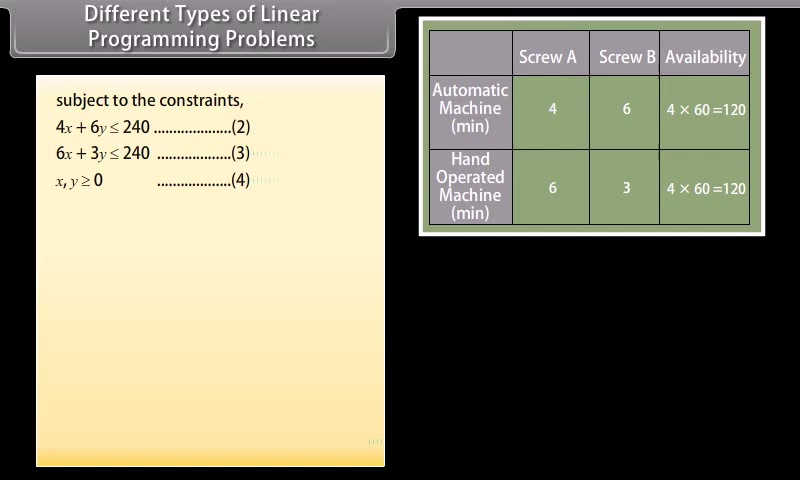 Different Types of Linear
Programming Problems
subject to the constraints,
4x + 6y ≤ 240 ...................(2)
6x + 3y ≤ 240 ...................(3)
x, y ≥ 0 ...................(4)
Screw A Screw B Availability
Automatic
Machine
(min)
4 6 4 × 60 =120
Hand
Operated
Machine
(min)
6 3 4 × 60 =120